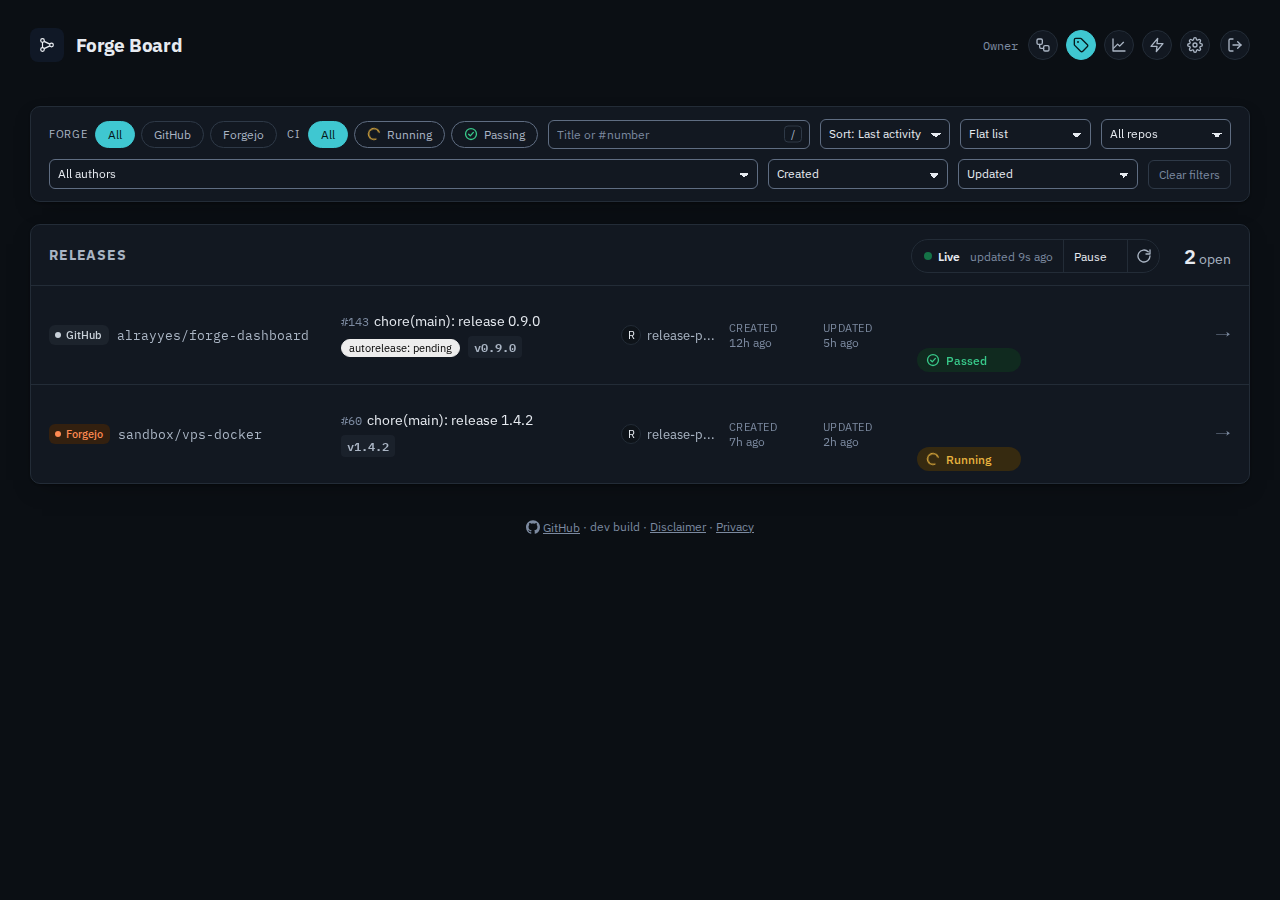 Forge Board
Owner
FORGE All GitHub Forgejo CI All Running Passing Title or #number / Sort: Last activity Flat list All repos
All authors Created Updated Clear filters
RELEASES Live updated 9s ago Pause 2 open
GitHub alrayyes/forge-dashboard
#143 chore(main): release 0.9.0
autorelease: pending v0.9.0
R release-p...
CREATED
12h ago
UPDATED
5h ago
Passed
→
Forgejo sandbox/vps-docker
#60 chore(main): release 1.4.2
v1.4.2
R release-p...
CREATED
7h ago
UPDATED
2h ago
Running
→
GitHub · dev build · Disclaimer · Privacy